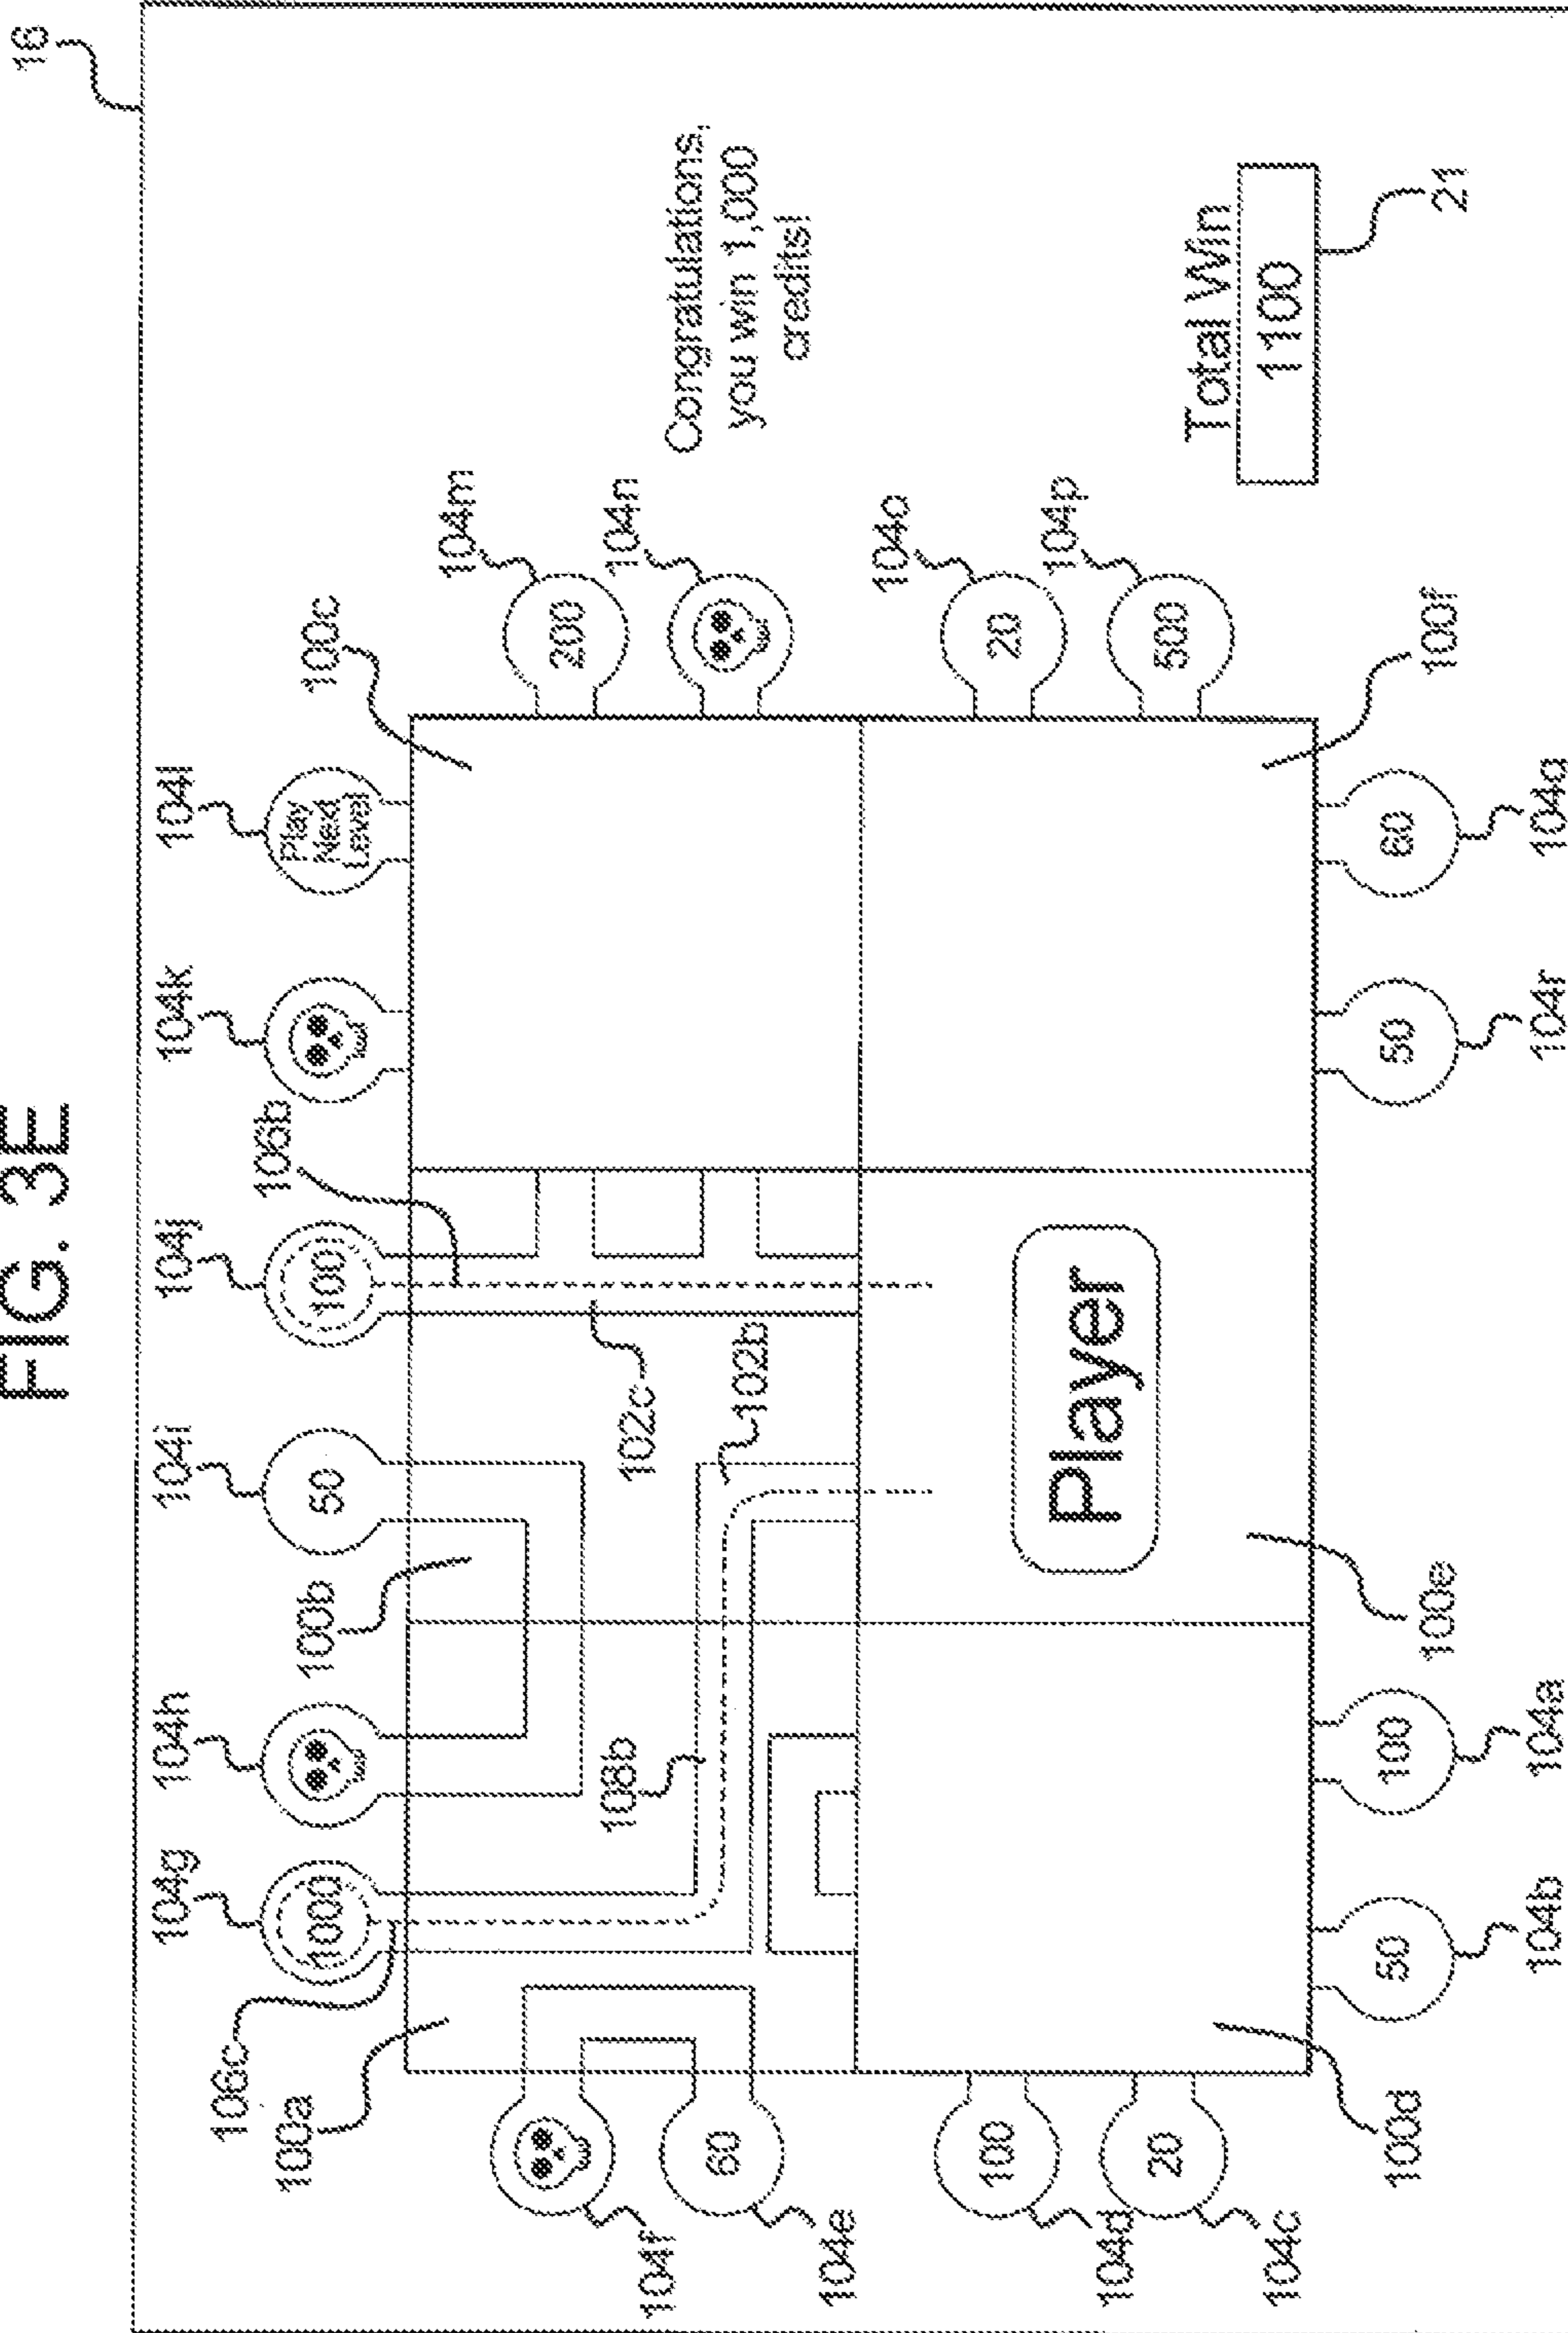 FIG. 3E
16
104g 104h 104i 104j 104k 104l
106c 106b
1000 50 100 Play
Next
Level
100a 100b 100c
104m
104f 200
108b 102c 104n
60 Congratulations,
you win 1,000
credits!
102b
104e
104o
100 20
104d Player 104p
20 500
104c Total Win
1100
100d 100e 100f 21
50 100 50 80
104b 104a 104r 104q